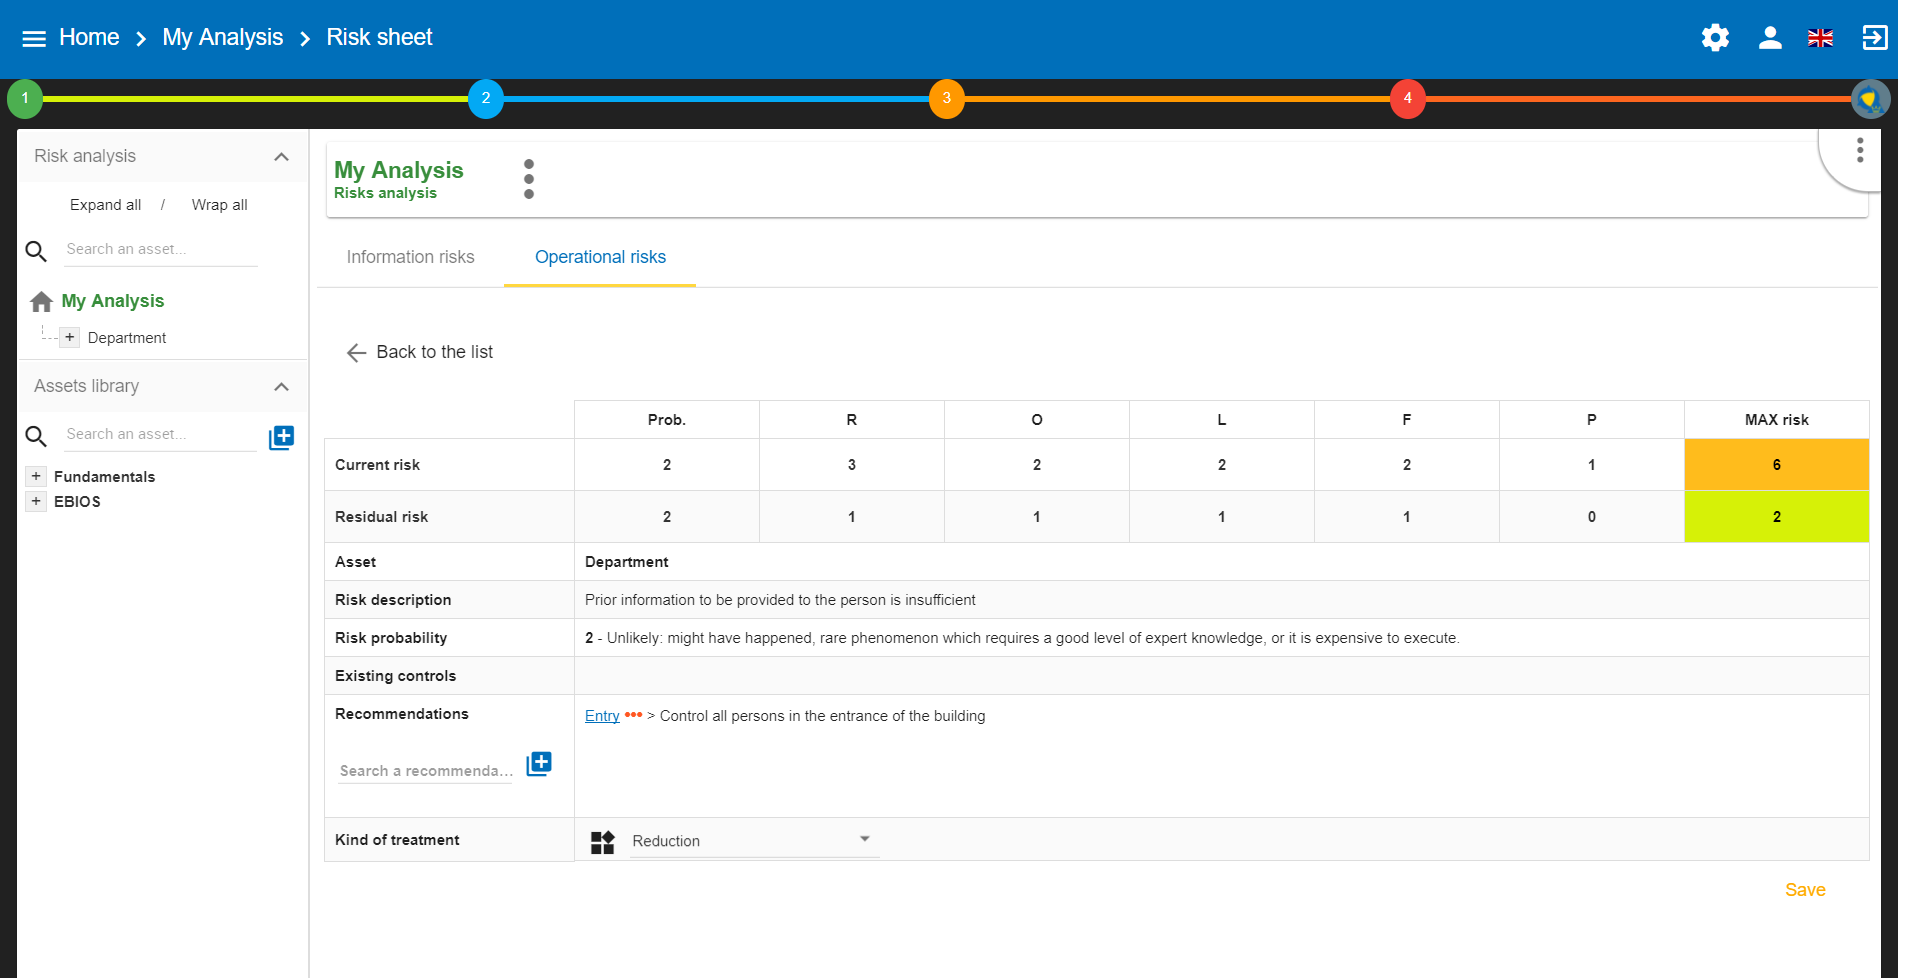 Home > My Analysis > Risk sheet
1 2 3 4
Risk analysis
Expand all / Wrap all
Search an asset...
My Analysis
+ Department
Assets library
Search an asset...
+ Fundamentals
+ EBIOS
My Analysis
Risks analysis
Information risks Operational risks
Back to the list
Prob. R O L F P MAX risk
Current risk 2 3 2 2 2 1 6
Residual risk 2 1 1 1 1 0 2
Asset Department
Risk description Prior information to be provided to the person is insufficient
Risk probability 2 - Unlikely: might have happened, rare phenomenon which requires a good level of expert knowledge, or it is expensive to execute.
Existing controls
Recommendations Entry ••• > Control all persons in the entrance of the building
Search a recommenda...
Kind of treatment Reduction
Save